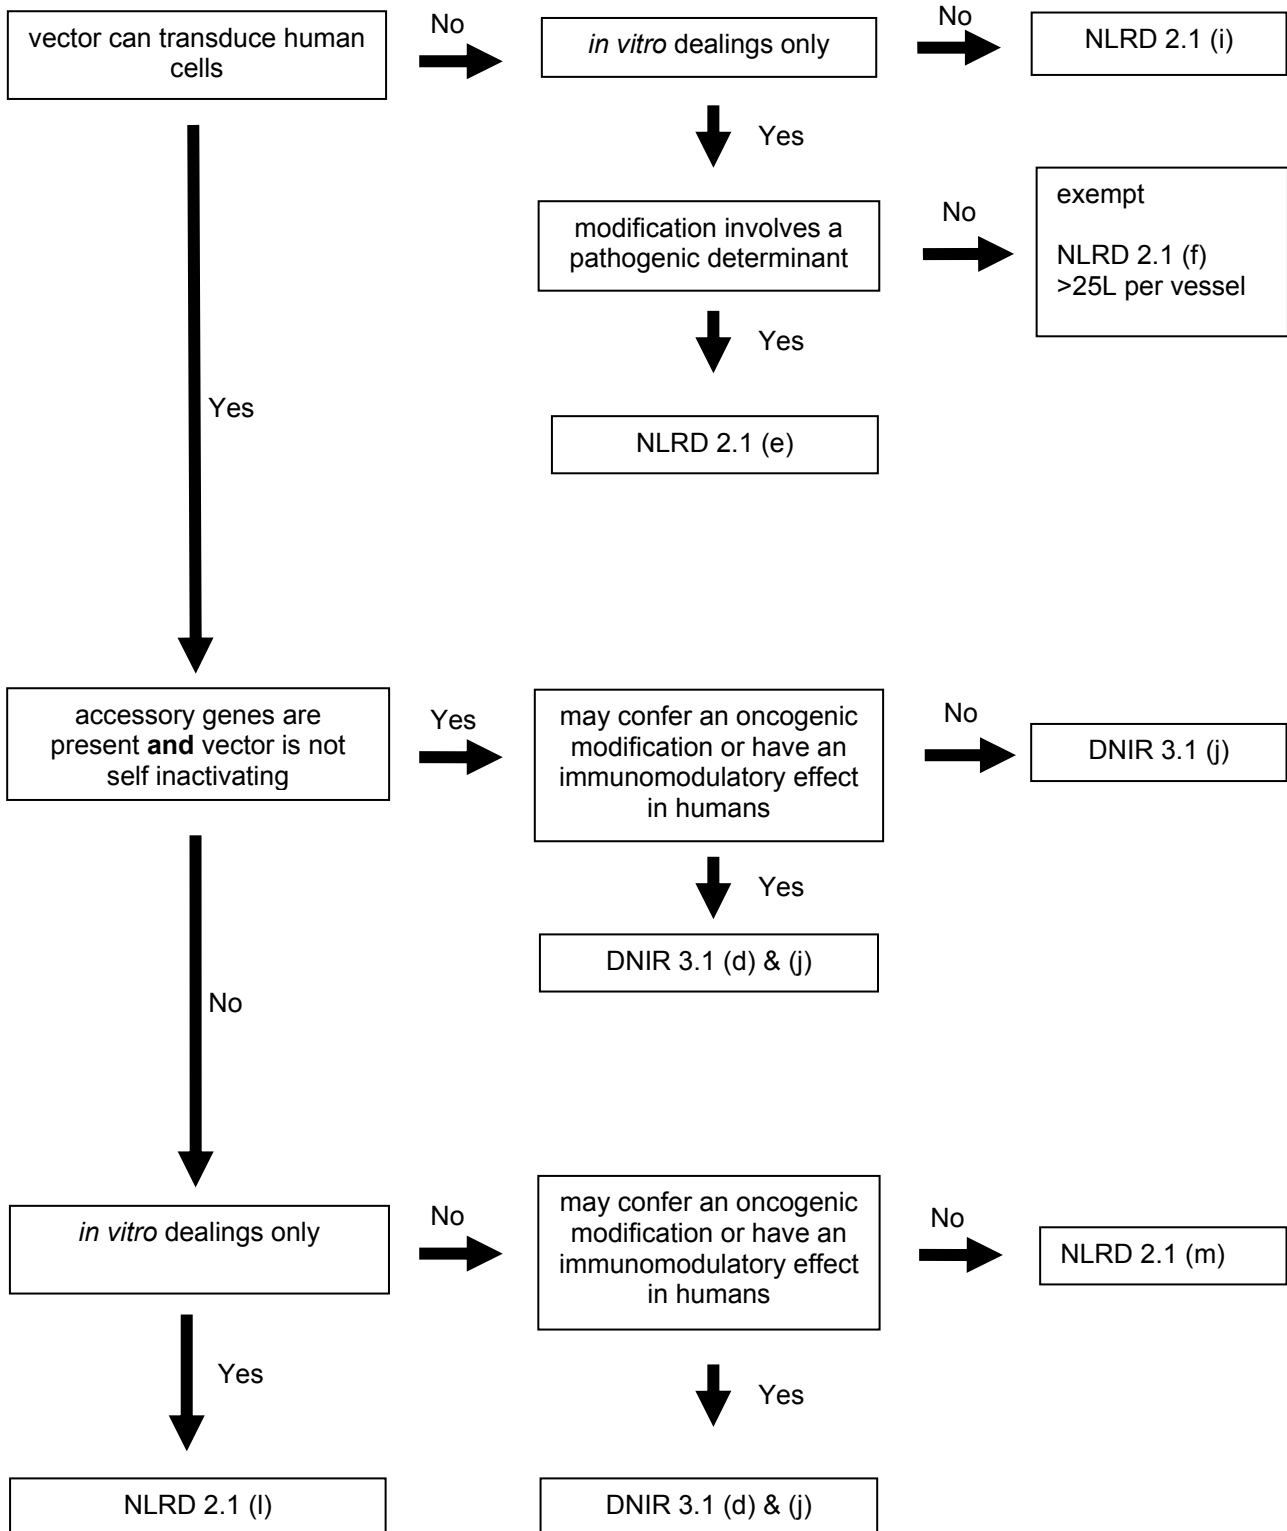 vector can transduce human
cells
No
in vitro dealings only
No
NLRD 2.1 (i)
Yes
modification involves a
pathogenic determinant
No
exempt
NLRD 2.1 (f)
>25L per vessel
Yes
NLRD 2.1 (e)
Yes
accessory genes are
present and vector is not
self inactivating
Yes
may confer an oncogenic
modification or have an
immunomodulatory effect
in humans
No
DNIR 3.1 (j)
Yes
DNIR 3.1 (d) & (j)
No
in vitro dealings only
No
may confer an oncogenic
modification or have an
immunomodulatory effect
in humans
No
NLRD 2.1 (m)
Yes
Yes
NLRD 2.1 (l)
DNIR 3.1 (d) & (j)